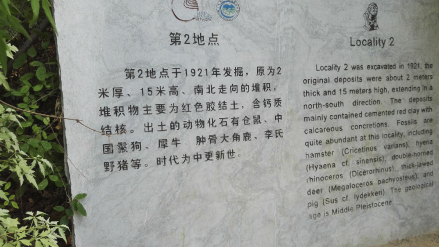 1921
第2地点
第2地点于1921年发掘，原为2
米厚、15米高、南北走向的堆积，
堆积物主要为红色胶结土，含钙质
结核。出土的动物化石有仓鼠、中
国鬣狗、犀牛、肿骨大角鹿、李氏
野猪等。时代为中更新世。
Locality 2
Locality 2 was excavated in 1921, the
original deposits were about 2 meters
thick and 15 meters high, extending in a
north-south direction. The deposits
mainly contained cemented red clay with
calcareous concretions. Fossils are
quite abundant at this locality, including
hamster (Cricetinus varians), hyena
(Hyaena cf. sinensis), double-horned
rhinoceros (Dicerorhinus), thick-jawed
deer (Megaloceros pachyosteus), and
pig (Sus cf. lydekkeri). The geological
age is Middle Pleistocene.